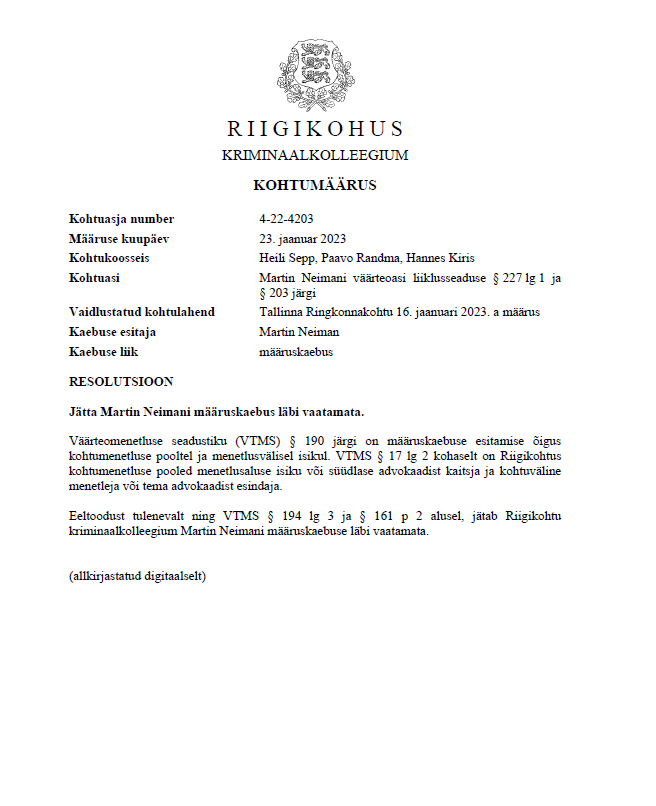 RIIGIKOHUS
KRIMINAALKOLLEEGIUM
KOHTUMÄÄRUS
Kohtuasja number 4-22-4203
Määruse kuupäev 23. jaanuar 2023
Kohtukoosseis Heili Sepp, Paavo Randma, Hannes Kiris
Kohtuasi Martin Neimani väärteoasi liiklusseaduse § 227 lg 1 ja
§ 203 järgi
Vaidlustatud kohtulahend Tallinna Ringkonnakohtu 16. jaanuari 2023. a määrus
Kaebuse esitaja Martin Neiman
Kaebuse liik määruskaebus
RESOLUTSIOON
Jätta Martin Neimani määruskaebus läbi vaatamata.
Väärteomenetluse seadustiku (VTMS) § 190 järgi on määruskaebuse esitamise õigus
kohtumenetluse pooltel ja menetlusvälisel isikul. VTMS § 17 lg 2 kohaselt on Riigikohtus
kohtumenetluse pooled menetlusaluse isiku või süüdlase advokaadist kaitsja ja kohtuväline
menetleja või tema advokaadist esindaja.
Eeltoodust tulenevalt ning VTMS § 194 lg 3 ja § 161 p 2 alusel, jätab Riigikohtu
kriminaalkolleegium Martin Neimani määruskaebuse läbi vaatamata.
(allkirjastatud digitaalselt)